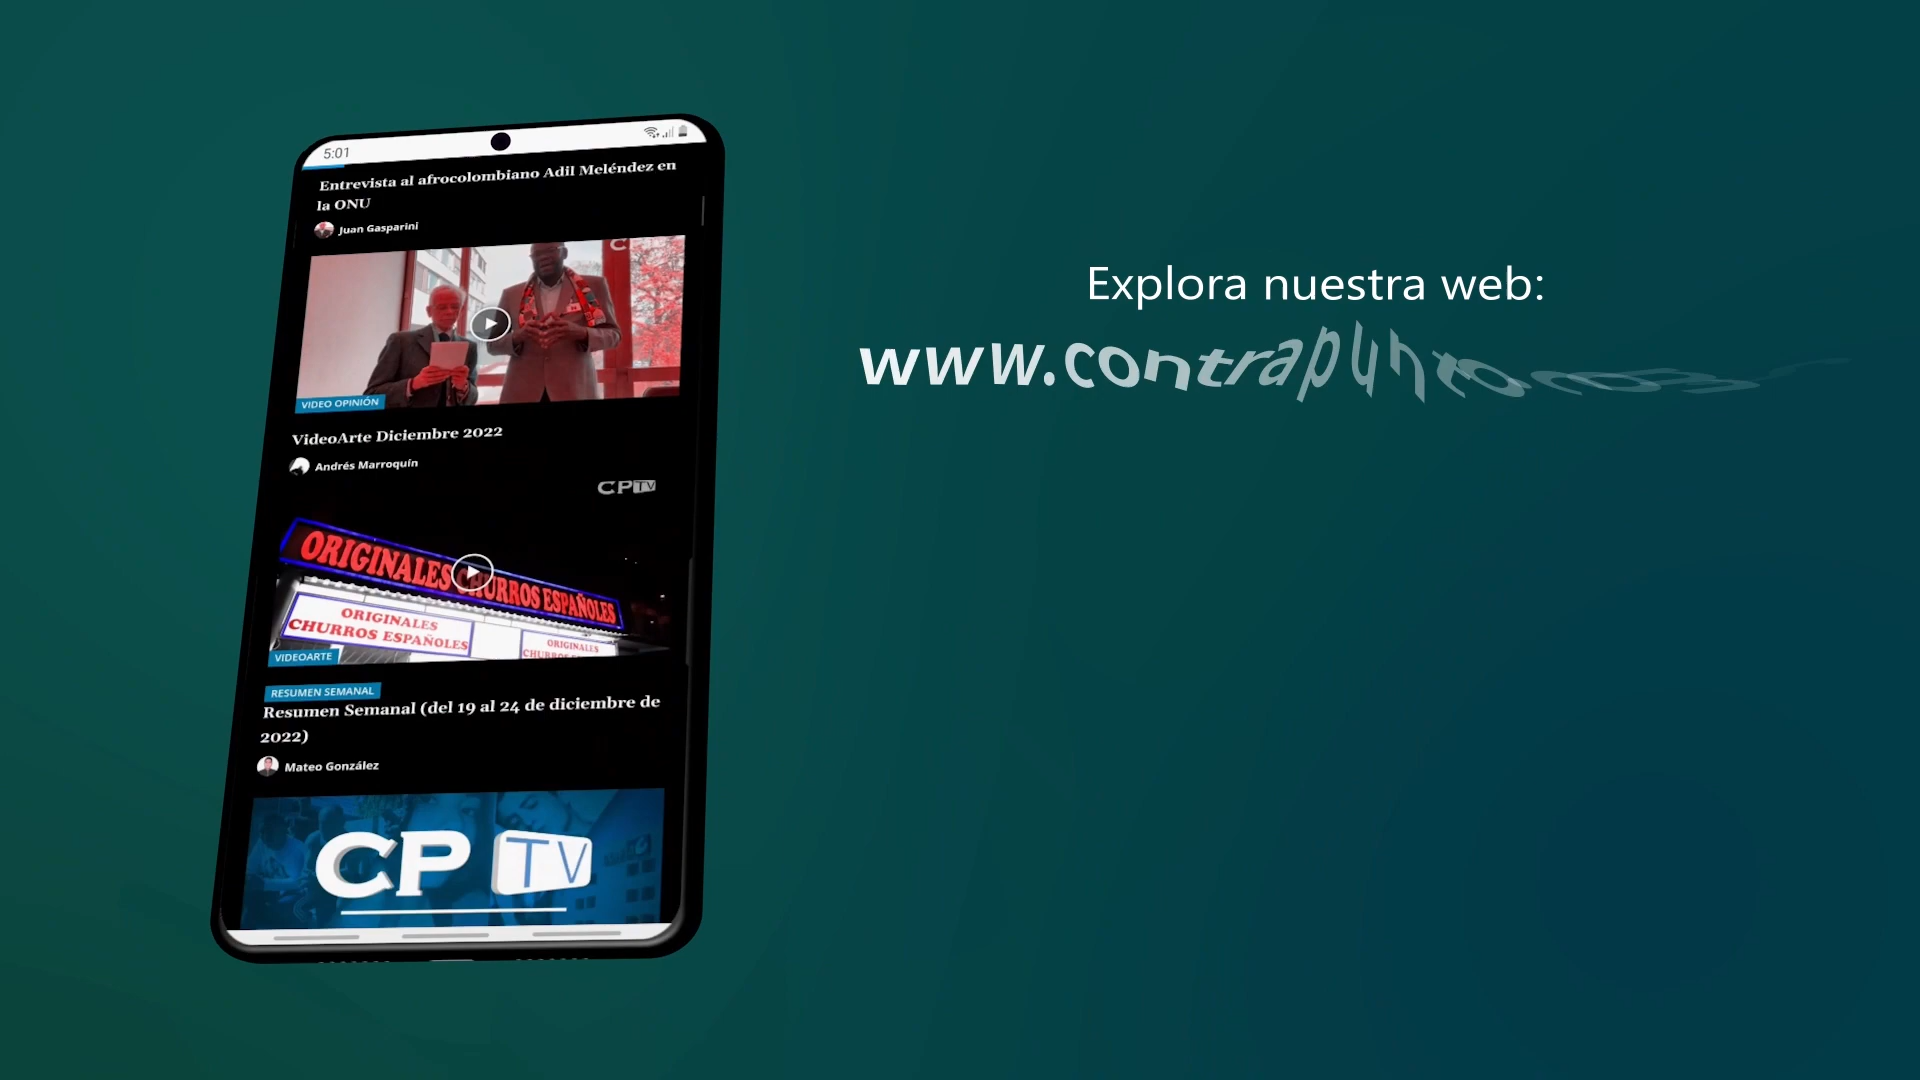 5:01
Entrevista al afrocolombiano Adil Meléndez en
la ONU
Juan Gasparini
VIDEO OPINIÓN
VideoArte Diciembre 2022
Andrés Marroquín
CPTV
ORIGINALES CHURROS ESPAÑOLES
ORIGINALES
CHURROS ESPAÑOLES
ORIGINALES
VIDEOARTE
RESUMEN SEMANAL
Resumen Semanal (del 19 al 24 de diciembre de
2022)
Mateo González
CP TV
Explora nuestra web:
www.contrapunto.com